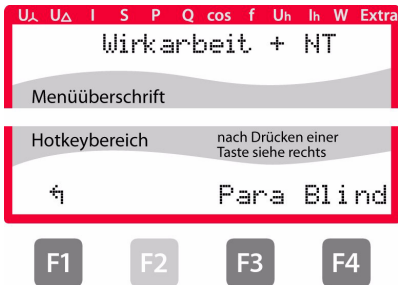 U⅄ U△ I S P Q cos f Uh Ih W Extra
Wirkarbeit + NT
Menüüberschrift
Hotkeybereich
nach Drücken einer
Taste siehe rechts
↰ Para Blind
F1 F2 F3 F4